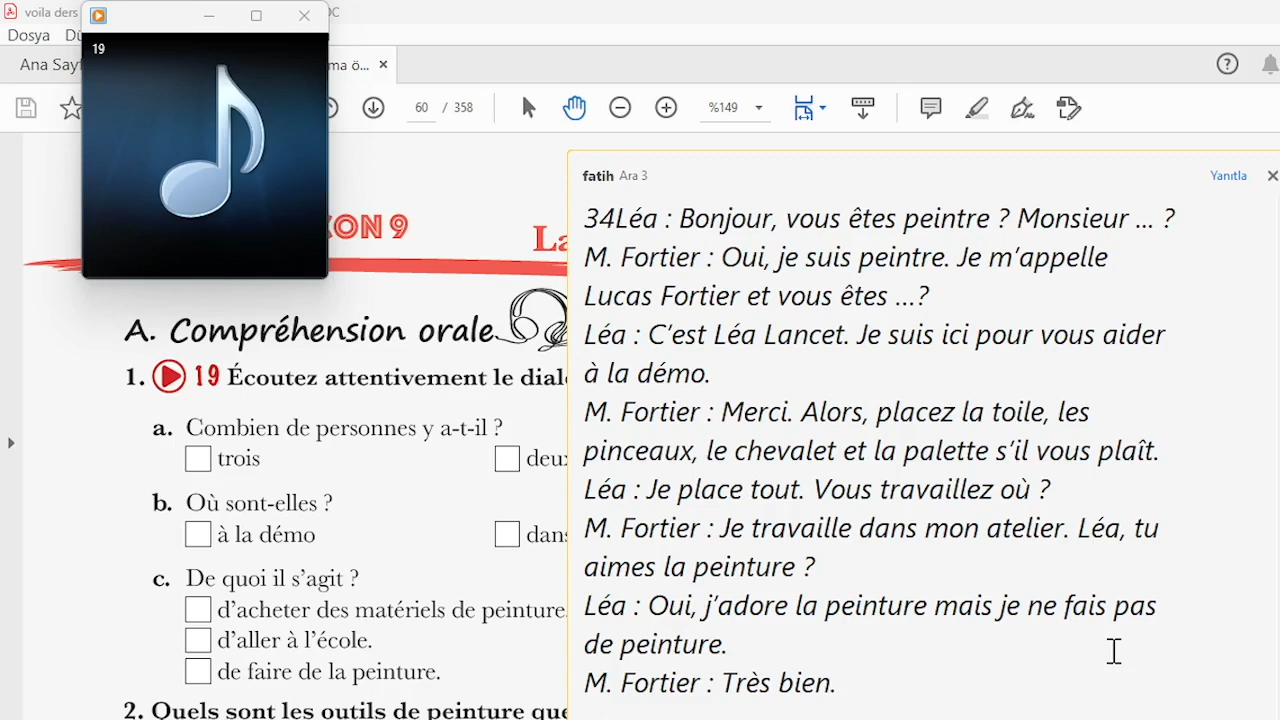 voila ders
DC
Dosya
Ana Sayf
ma ö...
60 / 358
%149
19
fatih Ara 3
Yanıtla
34Léa : Bonjour, vous êtes peintre ? Monsieur ... ?
M. Fortier : Oui, je suis peintre. Je m'appelle
Lucas Fortier et vous êtes ...?
Léa : C'est Léa Lancet. Je suis ici pour vous aider
à la démo.
M. Fortier : Merci. Alors, placez la toile, les
pinceaux, le chevalet et la palette s'il vous plaît.
Léa : Je place tout. Vous travaillez où ?
M. Fortier : Je travaille dans mon atelier. Léa, tu
aimes la peinture ?
Léa : Oui, j'adore la peinture mais je ne fais pas
de peinture.
M. Fortier : Très bien.
ÇON 9
La
A. Compréhension orale
1. 19 Écoutez attentivement le dial
a. Combien de personnes y a-t-il ?
trois deux
b. Où sont-elles ?
à la démo dans
c. De quoi il s'agit ?
d'acheter des matériels de peinture.
d'aller à l'école.
de faire de la peinture.
2. Quels sont les outils de peinture que